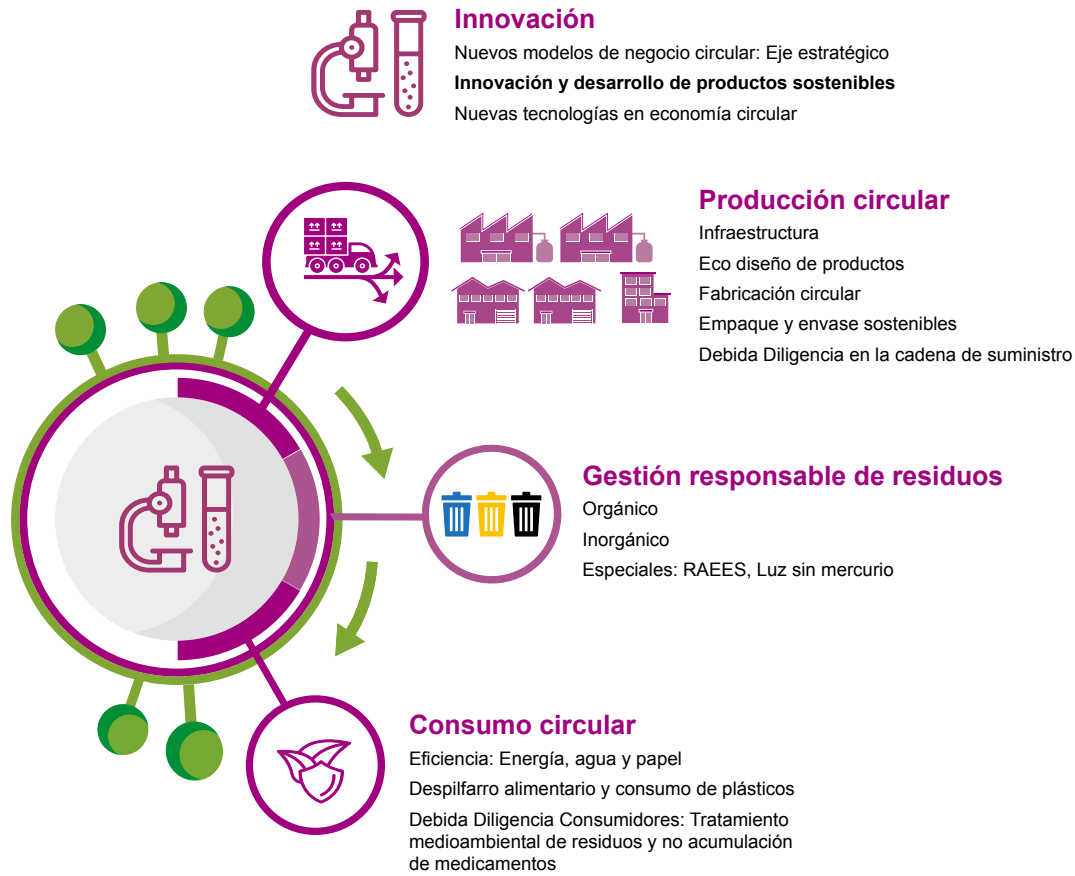 Innovación
Nuevos modelos de negocio circular: Eje estratégico
Innovación y desarrollo de productos sostenibles
Nuevas tecnologías en economía circular
Producción circular
Infraestructura
Eco diseño de productos
Fabricación circular
Empaque y envase sostenibles
Debida Diligencia en la cadena de suministro
Gestión responsable de residuos
Orgánico
Inorgánico
Especiales: RAEES, Luz sin mercurio
Consumo circular
Eficiencia: Energía, agua y papel
Despilfarro alimentario y consumo de plásticos
Debida Diligencia Consumidores: Tratamiento
medioambiental de residuos y no acumulación
de medicamentos